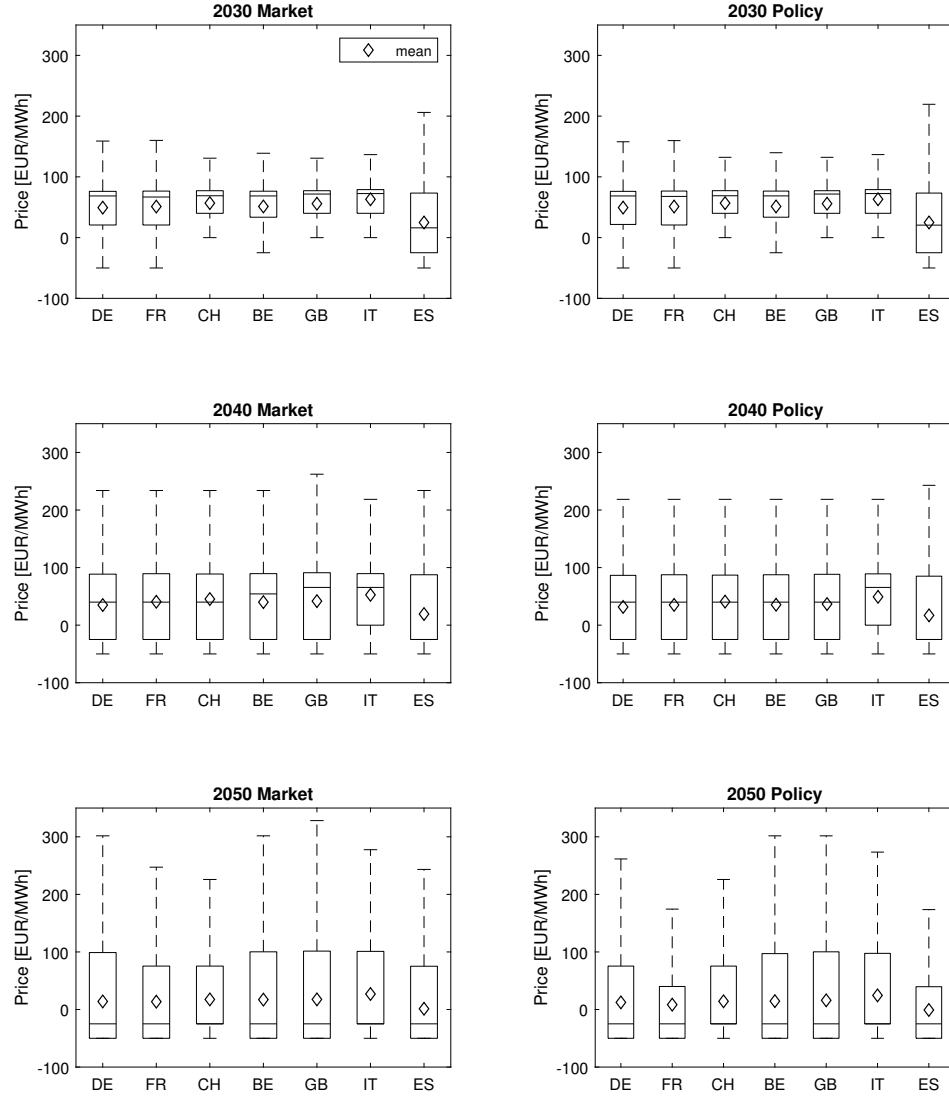 2030 Market
300
200
100
0
-100
Price [EUR/MWh]
mean
DE FR CH BE GB IT ES
2030 Policy
300
200
100
0
-100
Price [EUR/MWh]
DE FR CH BE GB IT ES
2040 Market
300
200
100
0
-100
Price [EUR/MWh]
DE FR CH BE GB IT ES
2040 Policy
300
200
100
0
-100
Price [EUR/MWh]
DE FR CH BE GB IT ES
2050 Market
300
200
100
0
-100
Price [EUR/MWh]
DE FR CH BE GB IT ES
2050 Policy
300
200
100
0
-100
Price [EUR/MWh]
DE FR CH BE GB IT ES